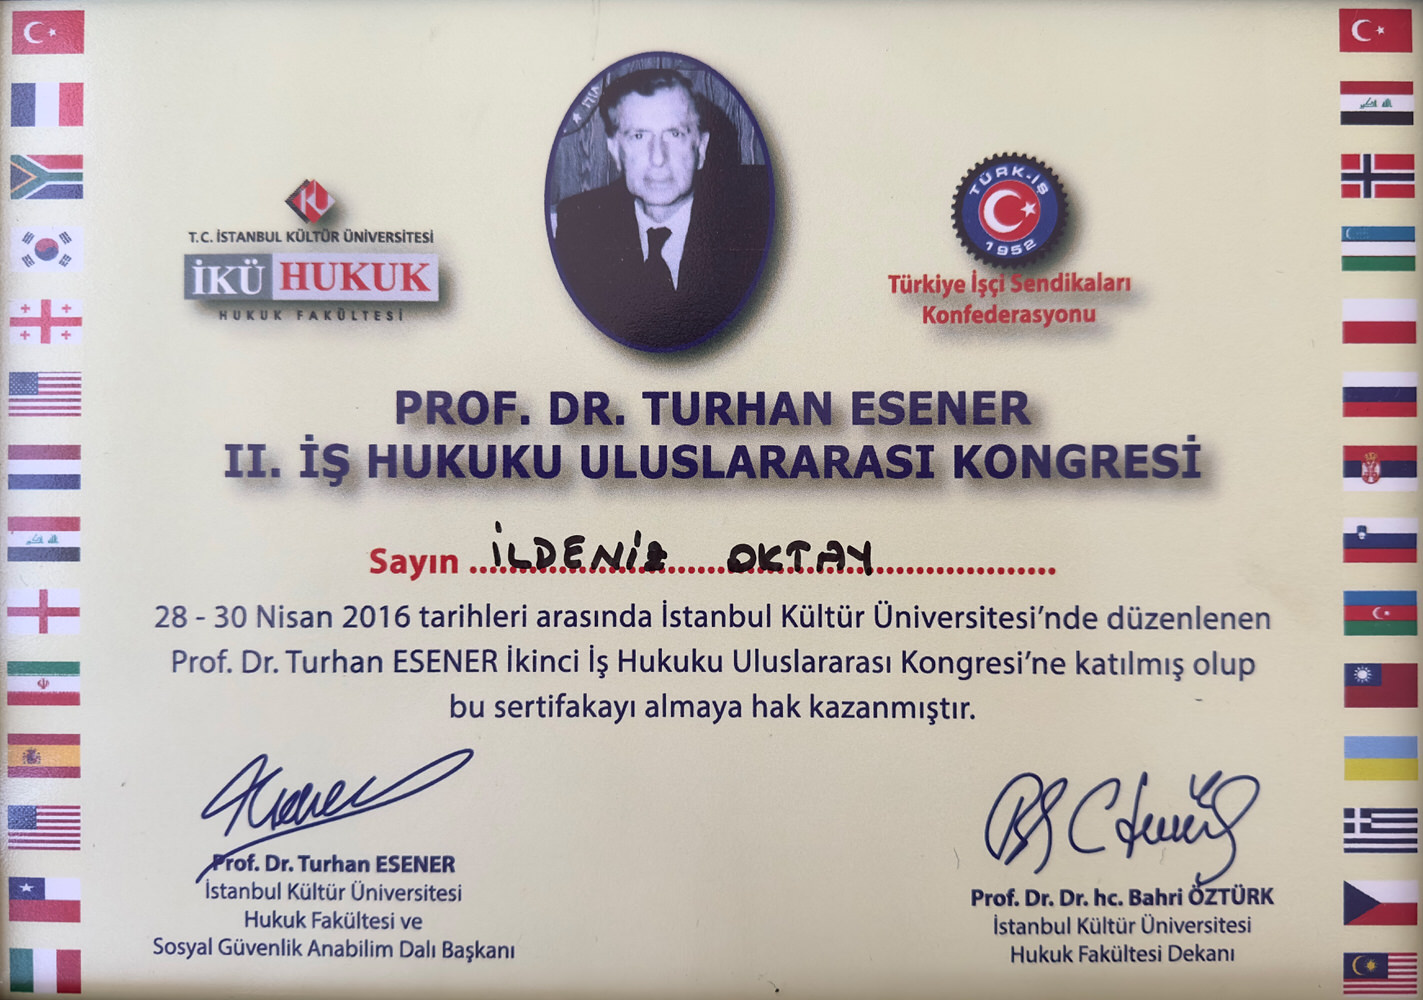 T.C. İSTANBUL KÜLTÜR ÜNİVERSİTESİ
İKÜ HUKUK
HUKUK FAKÜLTESİ
TÜRK-İŞ
1952
Türkiye İşçi Sendikaları
Konfederasyonu
PROF. DR. TURHAN ESENER
II. İŞ HUKUKU ULUSLARARASI KONGRESİ
Sayın İLDENİZ OKTAY
28 - 30 Nisan 2016 tarihleri arasında İstanbul Kültür Üniversitesi'nde düzenlenen
Prof. Dr. Turhan ESENER İkinci İş Hukuku Uluslararası Kongresi'ne katılmış olup
bu sertifakayı almaya hak kazanmıştır.
Prof. Dr. Turhan ESENER
İstanbul Kültür Üniversitesi
Hukuk Fakültesi ve
Sosyal Güvenlik Anabilim Dalı Başkanı
Prof. Dr. Dr. hc. Bahri ÖZTÜRK
İstanbul Kültür Üniversitesi
Hukuk Fakültesi Dekanı